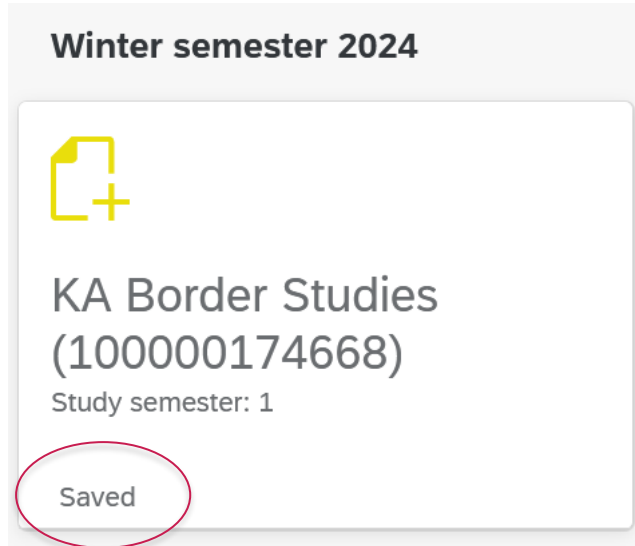 Winter semester 2024
KA Border Studies
(100000174668)
Study semester: 1
Saved